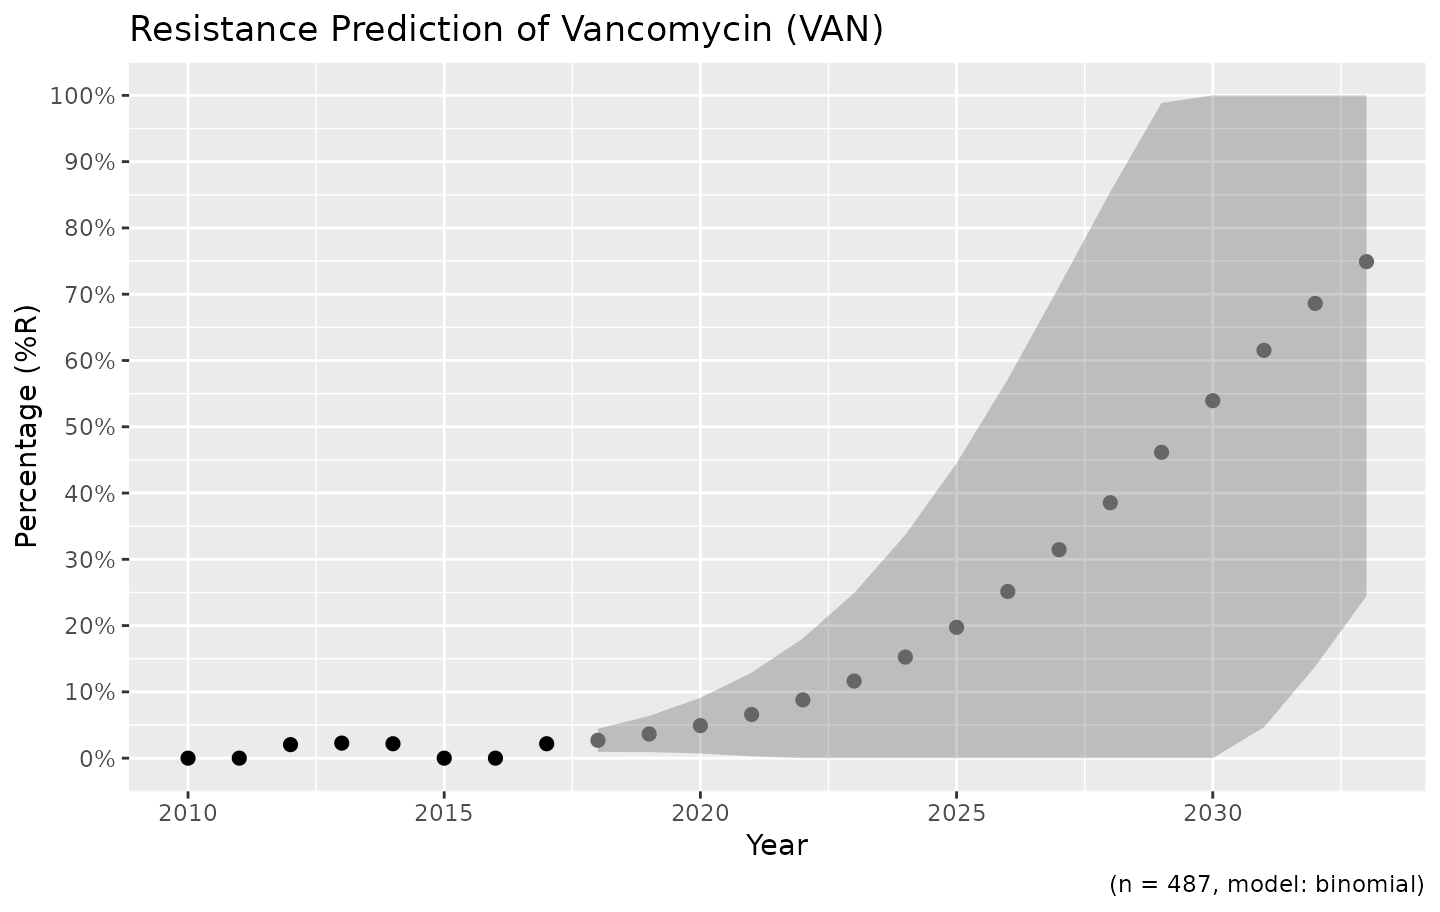 Resistance Prediction of Vancomycin (VAN)
Percentage (%R)
100%
90%
80%
70%
60%
50%
40%
30%
20%
10%
0%
2010 2015 2020 2025 2030
Year
(n = 487, model: binomial)